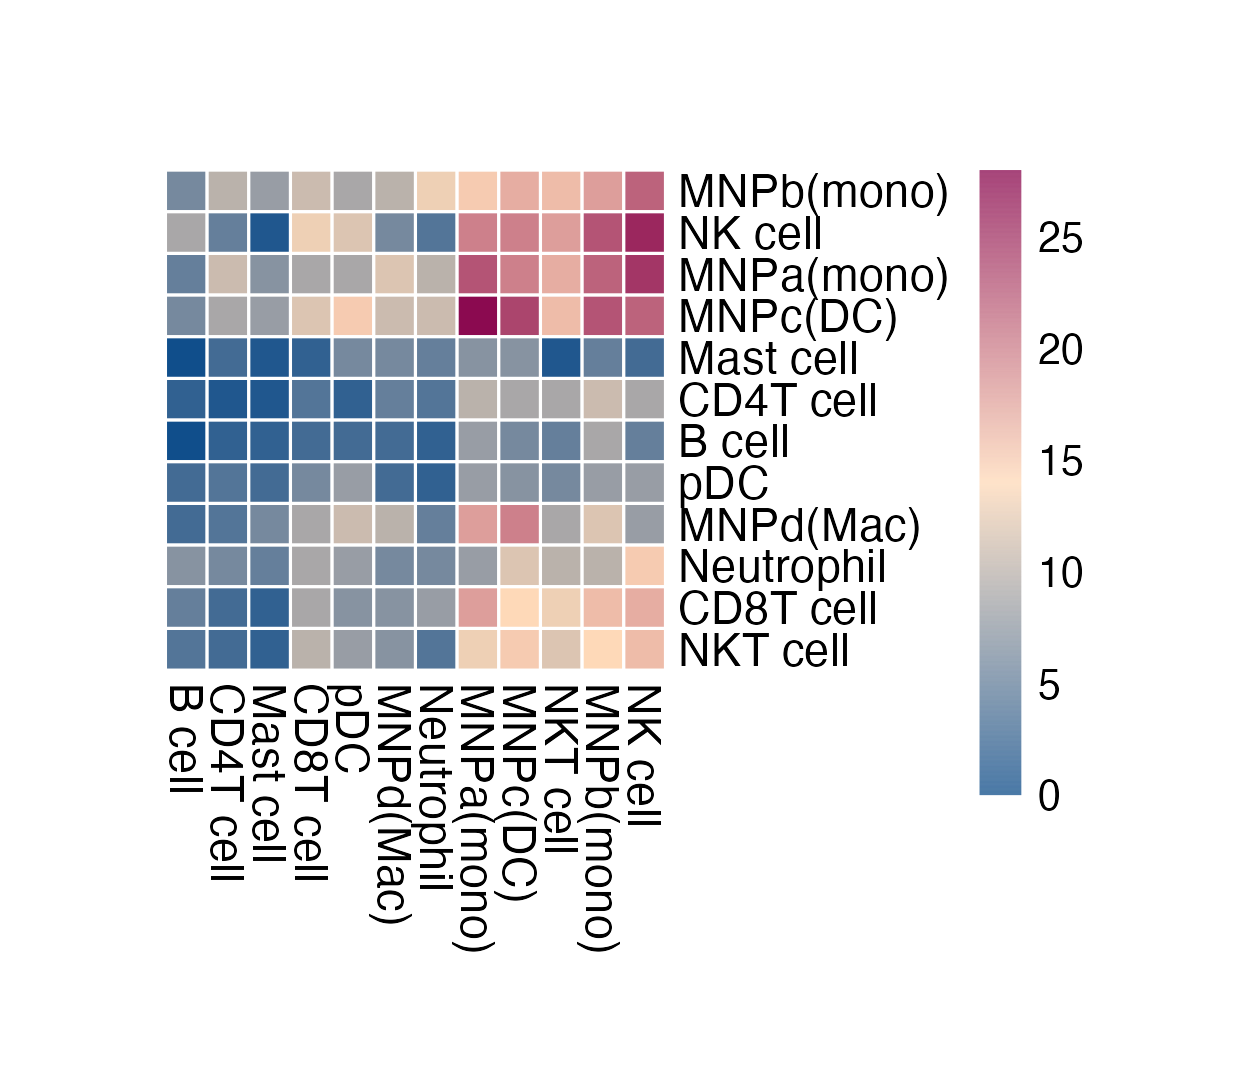 MNPb(mono)
NK cell
MNPa(mono)
MNPc(DC)
Mast cell
CD4T cell
B cell
pDC
MNPd(Mac)
Neutrophil
CD8T cell
NKT cell
25
20
15
10
5
0
B cell
CD4T cell
Mast cell
CD8T cell
pDC
MNPd(Mac)
Neutrophil
MNPa(mono)
MNPc(DC)
NKT cell
MNPb(mono)
NK cell